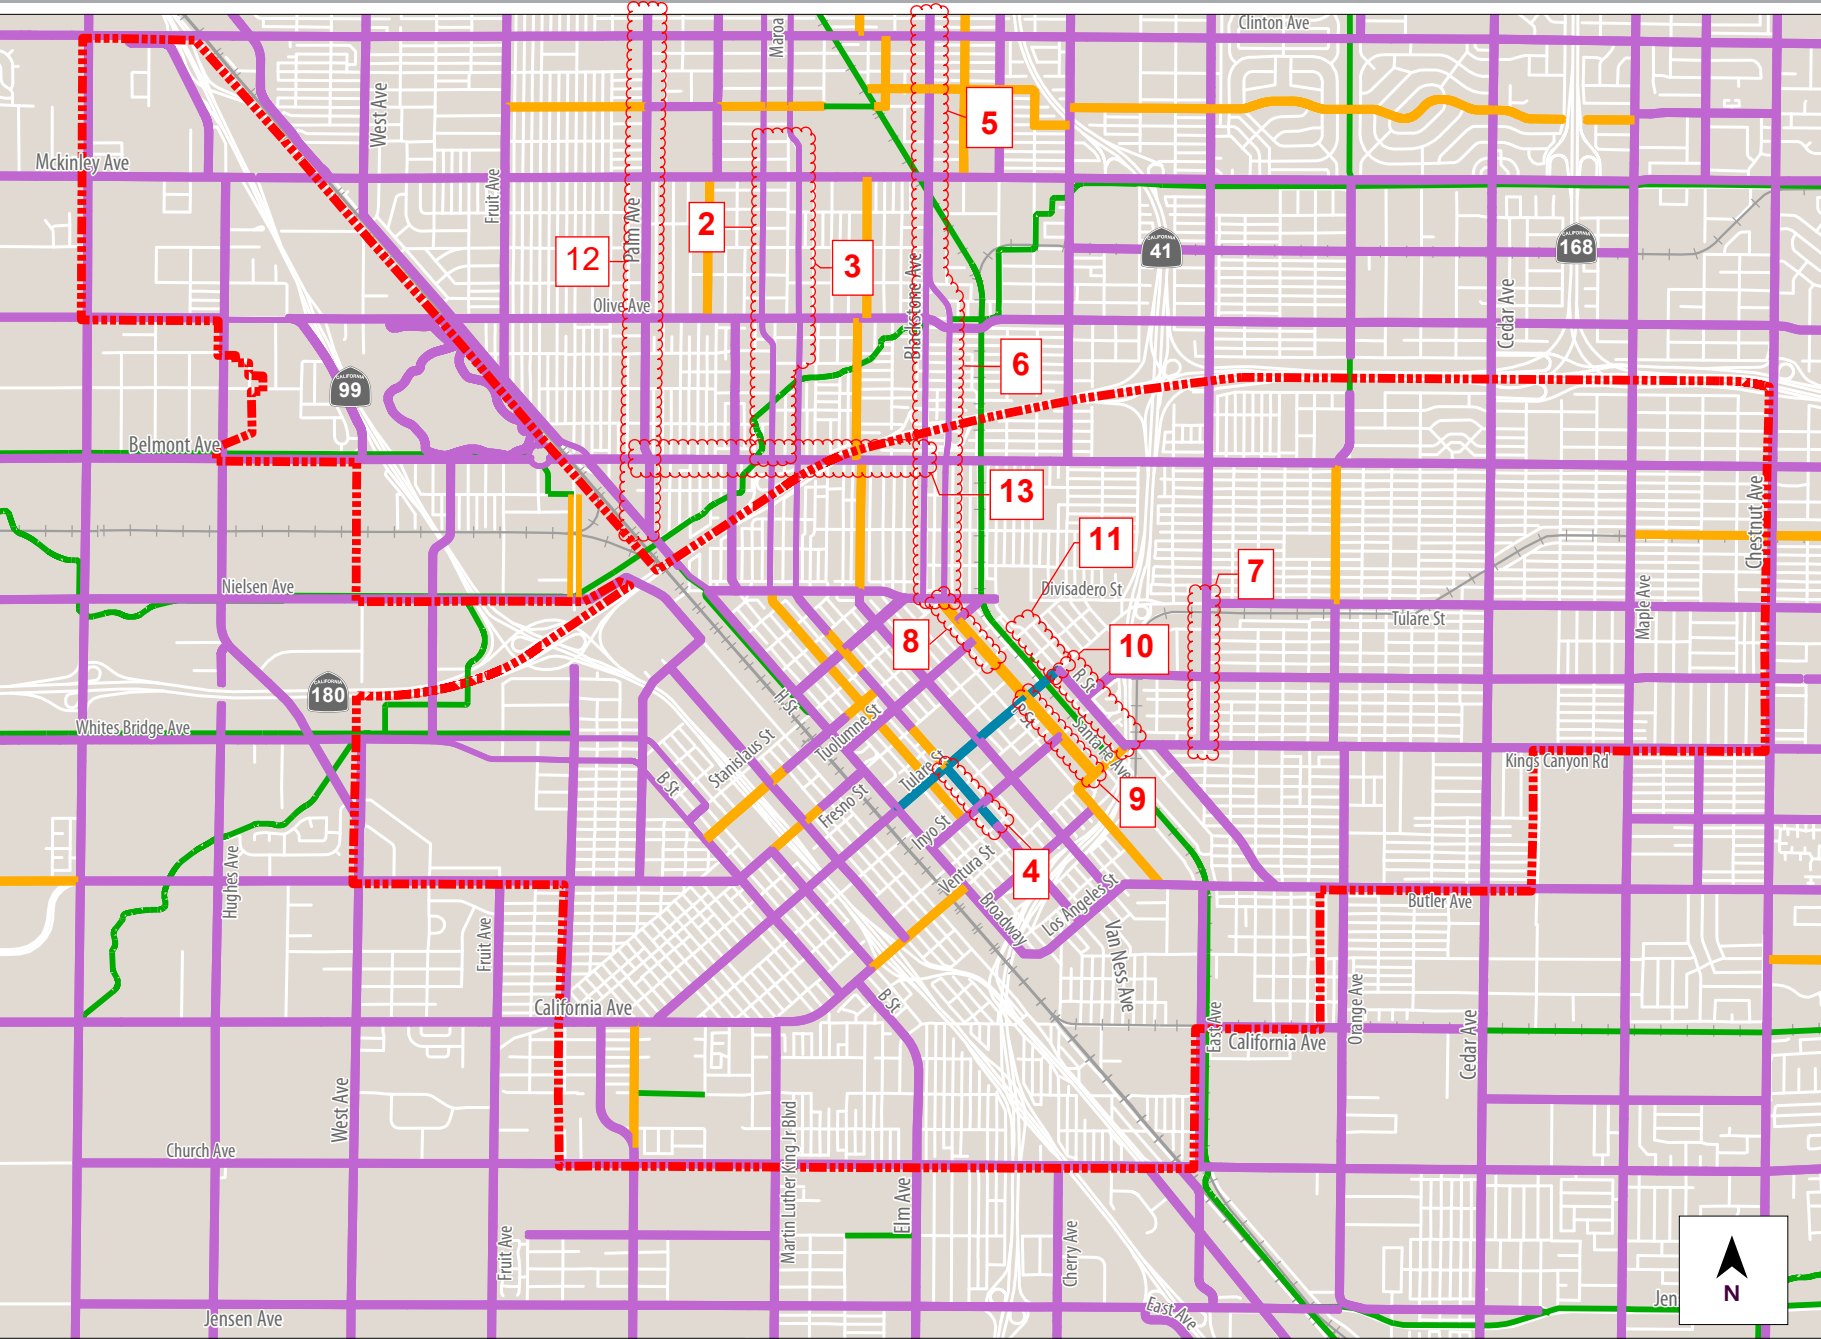 Clinton Ave
Maroa
West Ave
5
Mckinley Ave
Fruit Ave
Palm Ave
2
3
12
CALIFORNIA
41
CALIFORNIA
168
Olive Ave
Blackstone Ave
Cedar Ave
6
CALIFORNIA
99
Belmont Ave
13
Chestnut Ave
11
7
Nielsen Ave
Divisadero St
Tulare St
Maple Ave
8
10
R St
CALIFORNIA
180
H St
P St
Whites Bridge Ave
Tuolumne St
Stanislaus St
Santa Fe Ave
Kings Canyon Rd
B St
Tulare St
Fresno St
9
Inyo St
Ventura St
4
Hughes Ave
Los Angeles St
Butler Ave
Fruit Ave
Broadway
Van Ness Ave
California Ave
B St
East Ave
Orange Ave
California Ave
Cedar Ave
West Ave
Martin Luther King Jr Blvd
Church Ave
Elm Ave
Fruit Ave
Cherry Ave
N
Jensen Ave
East Ave
Jen